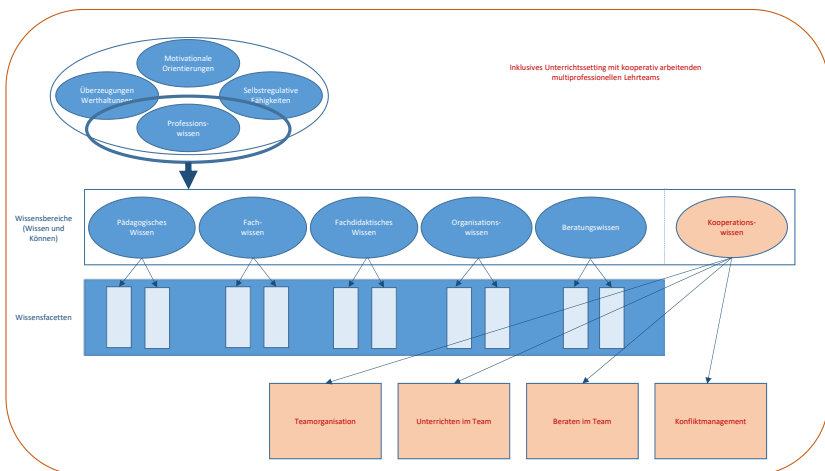 Motivationale
Orientierungen
Inklusives Unterrichtssetting mit kooperativ arbeitenden
multiprofessionellen Lehrteams
Überzeugungen
Werthaltungen
Selbstregulative
Fähigkeiten
Professions-
wissen
Wissensbereiche
(Wissen und
Können)
Pädagogisches
Wissen
Fach-
wissen
Fachdidaktisches
Wissen
Organisations-
wissen
Beratungswissen
Kooperations-
wissen
Wissensfacetten
Teamorganisation
Unterrichten im Team
Beraten im Team
Konfliktmanagement